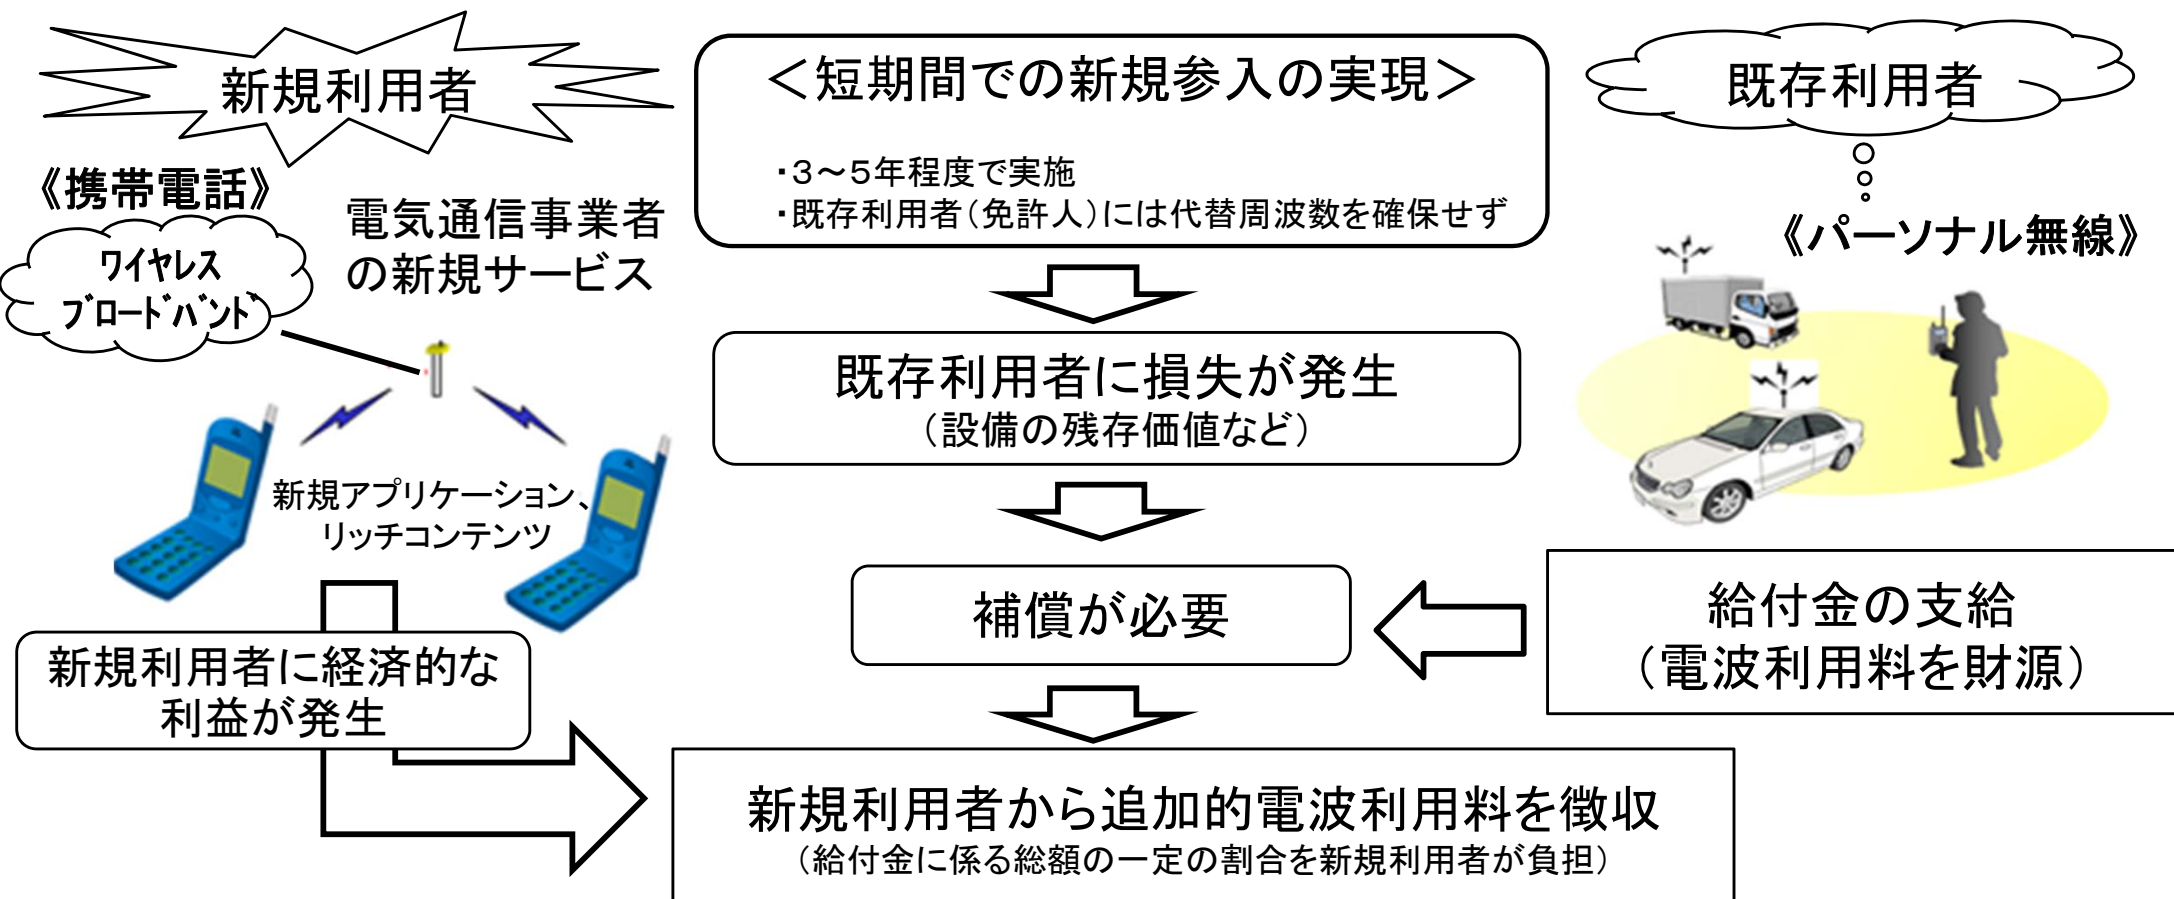 新規利用者
《携帯電話》
ワイヤレス
ブロードバンド
電気通信事業者
の新規サービス
新規アプリケーション、
リッチコンテンツ
新規利用者に経済的な
利益が発生
＜短期間での新規参入の実現＞
・３～５年程度で実施
・既存利用者（免許人）には代替周波数を確保せず
既存利用者に損失が発生
（設備の残存価値など）
補償が必要
新規利用者から追加的電波利用料を徴収
（給付金に係る総額の一定の割合を新規利用者が負担）
既存利用者
《パーソナル無線》
給付金の支給
（電波利用料を財源）